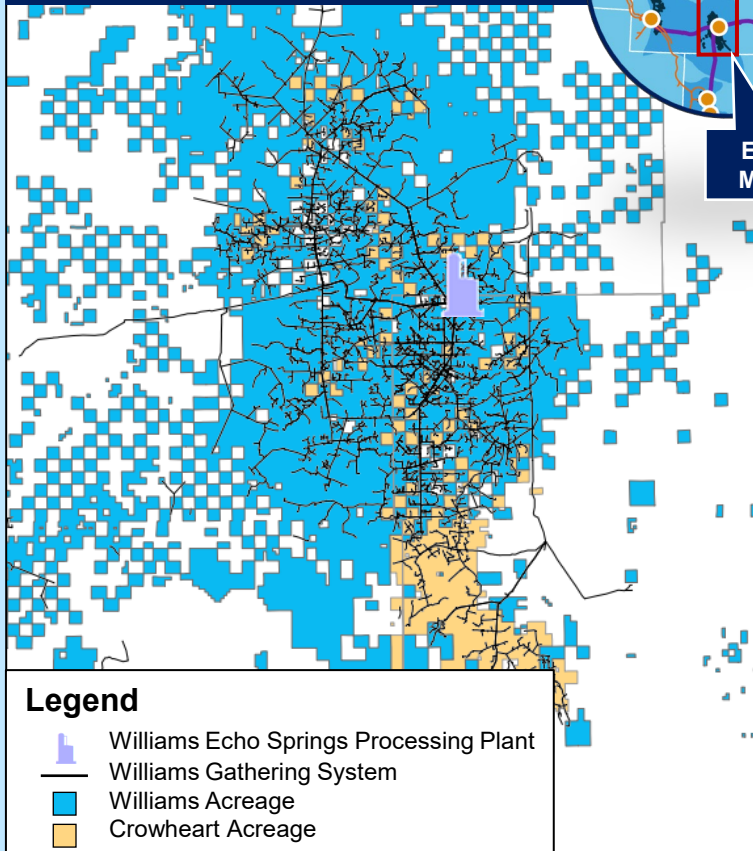 Legend
Williams Echo Springs Processing Plant
Williams Gathering System
Williams Acreage
Crowheart Acreage